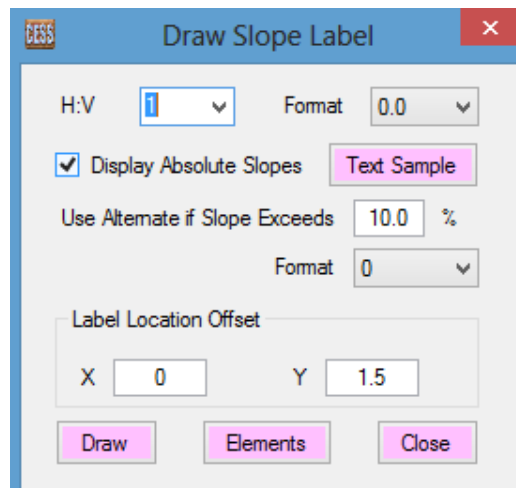 CESS Draw Slope Label
H:V 1 Format 0.0
Display Absolute Slopes Text Sample
Use Alternate if Slope Exceeds 10.0 %
Format 0
Label Location Offset
X 0 Y 1.5
Draw Elements Close